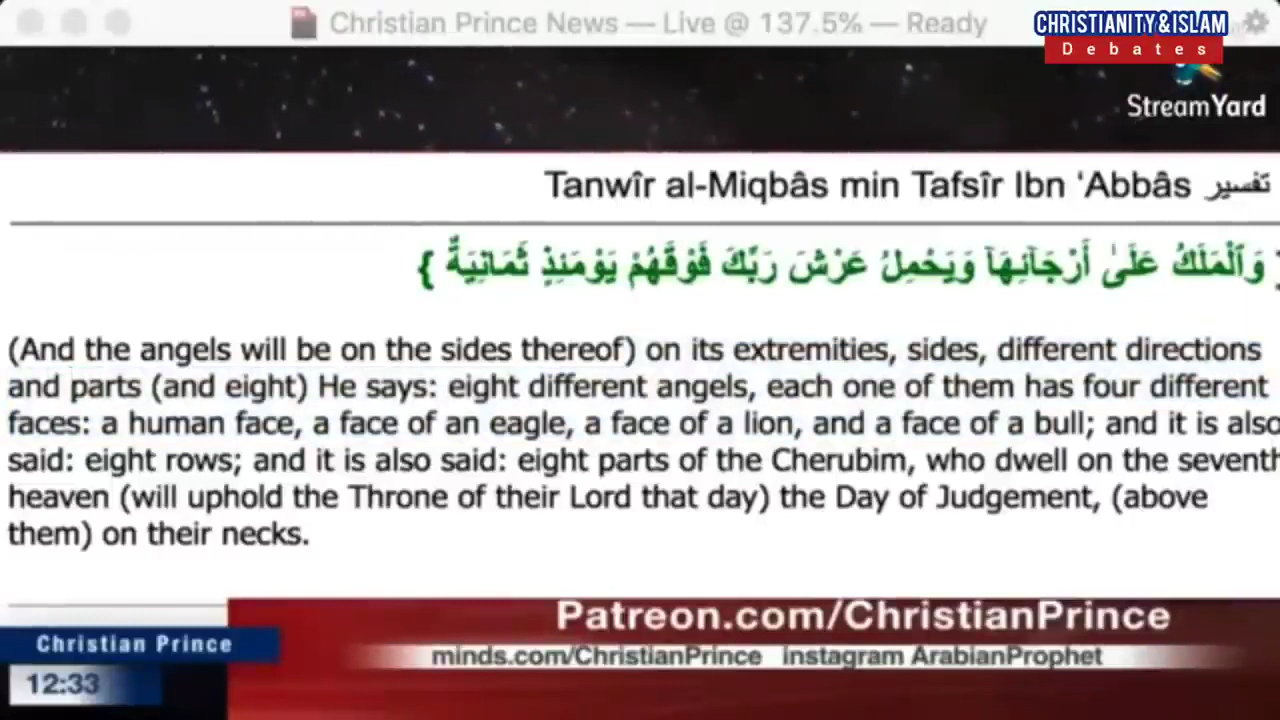 Christian Prince News — Live @ 137.5% — Ready
CHRISTIANITY & ISLAM
Debates
StreamYard
Tanwîr al-Miqbâs min Tafsîr Ibn ‘Abbâs تفسير
وَٱلْمَلَكُ عَلَىٰ أَرْجَآئِهَآ وَيَحْمِلُ عَرْشَ رَبِّكَ فَوْقَهُمْ يَوْمَئِذٍ ثَمَانِيَةٌ }
(And the angels will be on the sides thereof) on its extremities, sides, different directions
and parts (and eight) He says: eight different angels, each one of them has four different
faces: a human face, a face of an eagle, a face of a lion, and a face of a bull; and it is also
said: eight rows; and it is also said: eight parts of the Cherubim, who dwell on the seventh
heaven (will uphold the Throne of their Lord that day) the Day of Judgement, (above
them) on their necks.
Patreon.com/ChristianPrince
Christian Prince
minds.com/ChristianPrince instagram ArabianProphet
12:33